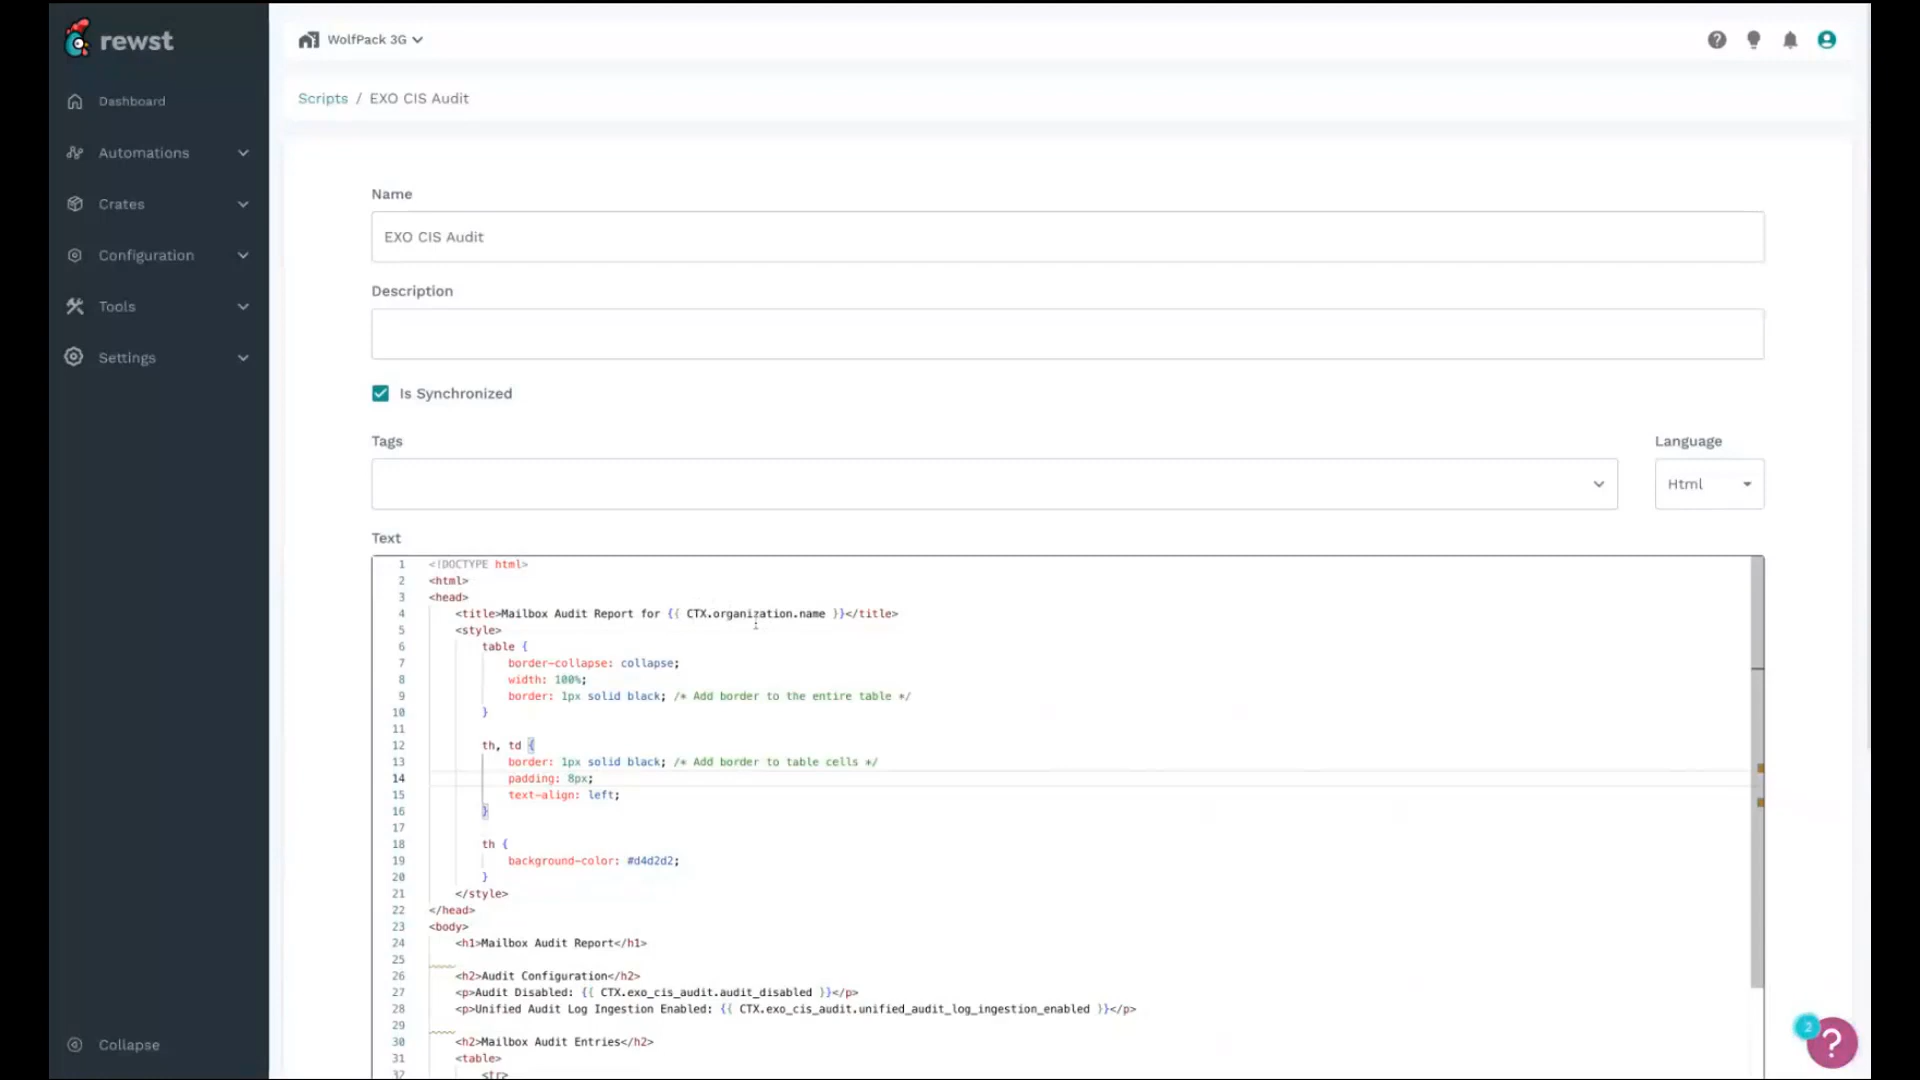 rewst
WolfPack 3G
Dashboard
Scripts / EXO CIS Audit
Automations
Crates
Configuration
Tools
Settings
Collapse
Name
EXO CIS Audit
Description
Is Synchronized
Tags
Language
Html
Text
1 <!DOCTYPE html>
2 <html>
3 <head>
4 <title>Mailbox Audit Report for {{ CTX.organization.name }}</title>
5 <style>
6 table {
7 border-collapse: collapse;
8 width: 100%;
9 border: 1px solid black; /* Add border to the entire table */
10 }
11
12 th, td {
13 border: 1px solid black; /* Add border to table cells */
14 padding: 8px;
15 text-align: left;
16 }
17
18 th {
19 background-color: #d4d2d2;
20 }
21 </style>
22 </head>
23 <body>
24 <h1>Mailbox Audit Report</h1>
25
26 <h2>Audit Configuration</h2>
27 <p>Audit Disabled: {{ CTX.exo_cis_audit.audit_disabled }}</p>
28 <p>Unified Audit Log Ingestion Enabled: {{ CTX.exo_cis_audit.unified_audit_log_ingestion_enabled }}</p>
29
30 <h2>Mailbox Audit Entries</h2>
31 <table>
32 <tr>
2
?